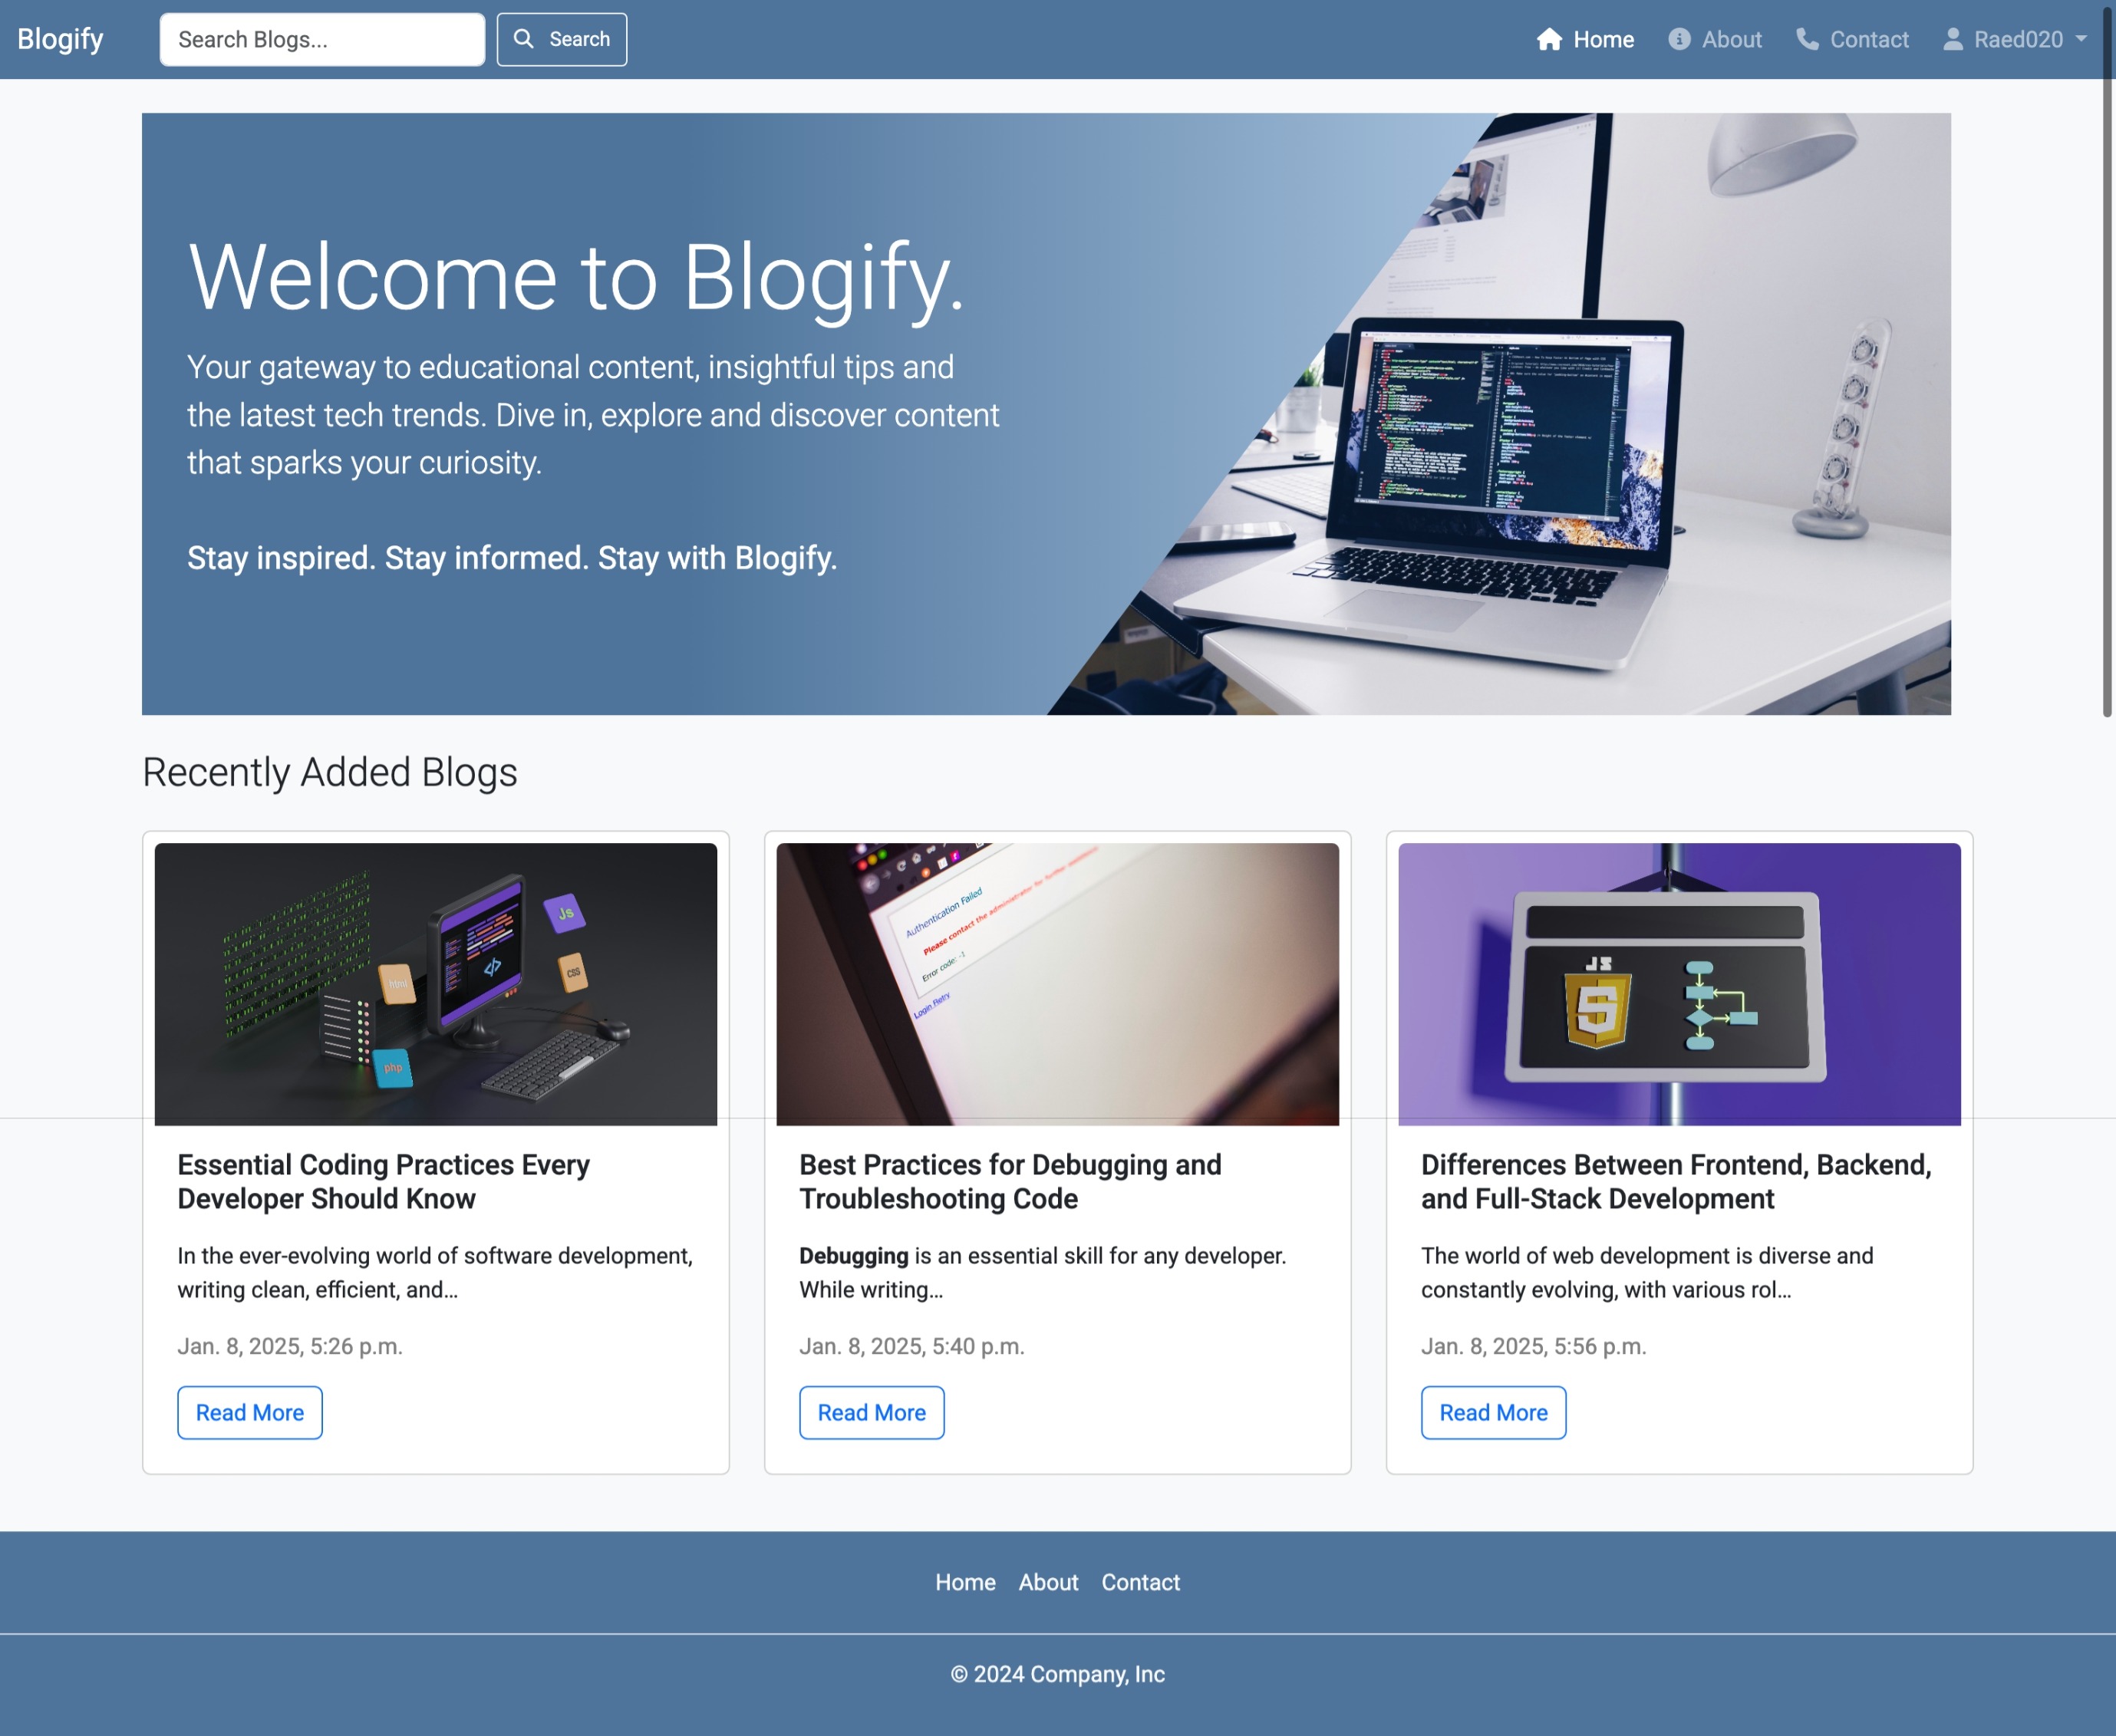 Blogify
Search Blogs...
Search
Home
About
Contact
Raed020
Welcome to Blogify.
Your gateway to educational content, insightful tips and
the latest tech trends. Dive in, explore and discover content
that sparks your curiosity.
Stay inspired. Stay informed. Stay with Blogify.
Recently Added Blogs
Js
html
CSS
php
Authentication Failed
Please contact the administrator for further assistance
Error code: -1
Login Retry
JS
5
Essential Coding Practices Every
Developer Should Know
In the ever-evolving world of software development,
writing clean, efficient, and...
Jan. 8, 2025, 5:26 p.m.
Read More
Best Practices for Debugging and
Troubleshooting Code
Debugging is an essential skill for any developer.
While writing...
Jan. 8, 2025, 5:40 p.m.
Read More
Differences Between Frontend, Backend,
and Full-Stack Development
The world of web development is diverse and
constantly evolving, with various rol...
Jan. 8, 2025, 5:56 p.m.
Read More
Home About Contact
© 2024 Company, Inc